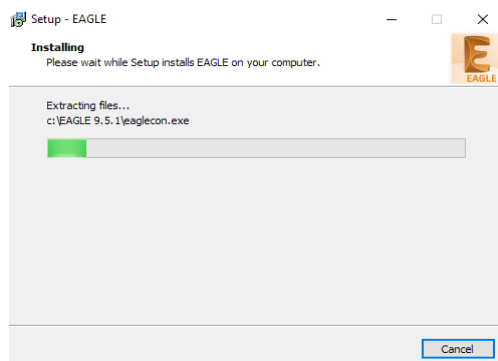 Setup - EAGLE
Installing
Please wait while Setup installs EAGLE on your computer.
EAGLE
Extracting files...
c:\EAGLE 9.5.1\eaglecon.exe
Cancel